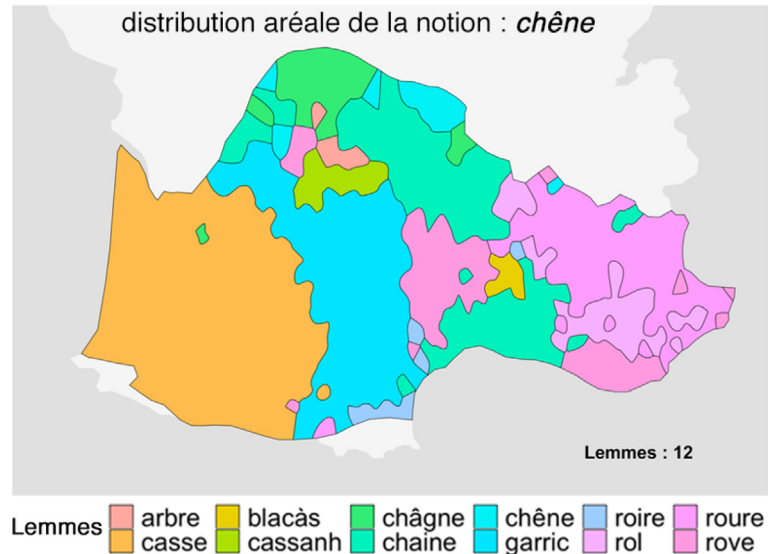 distribution aréale de la notion : chêne
Lemmes : 12
Lemmes arbre blacàs châgne chêne roire roure
casse cassanh chaine garric rol rove